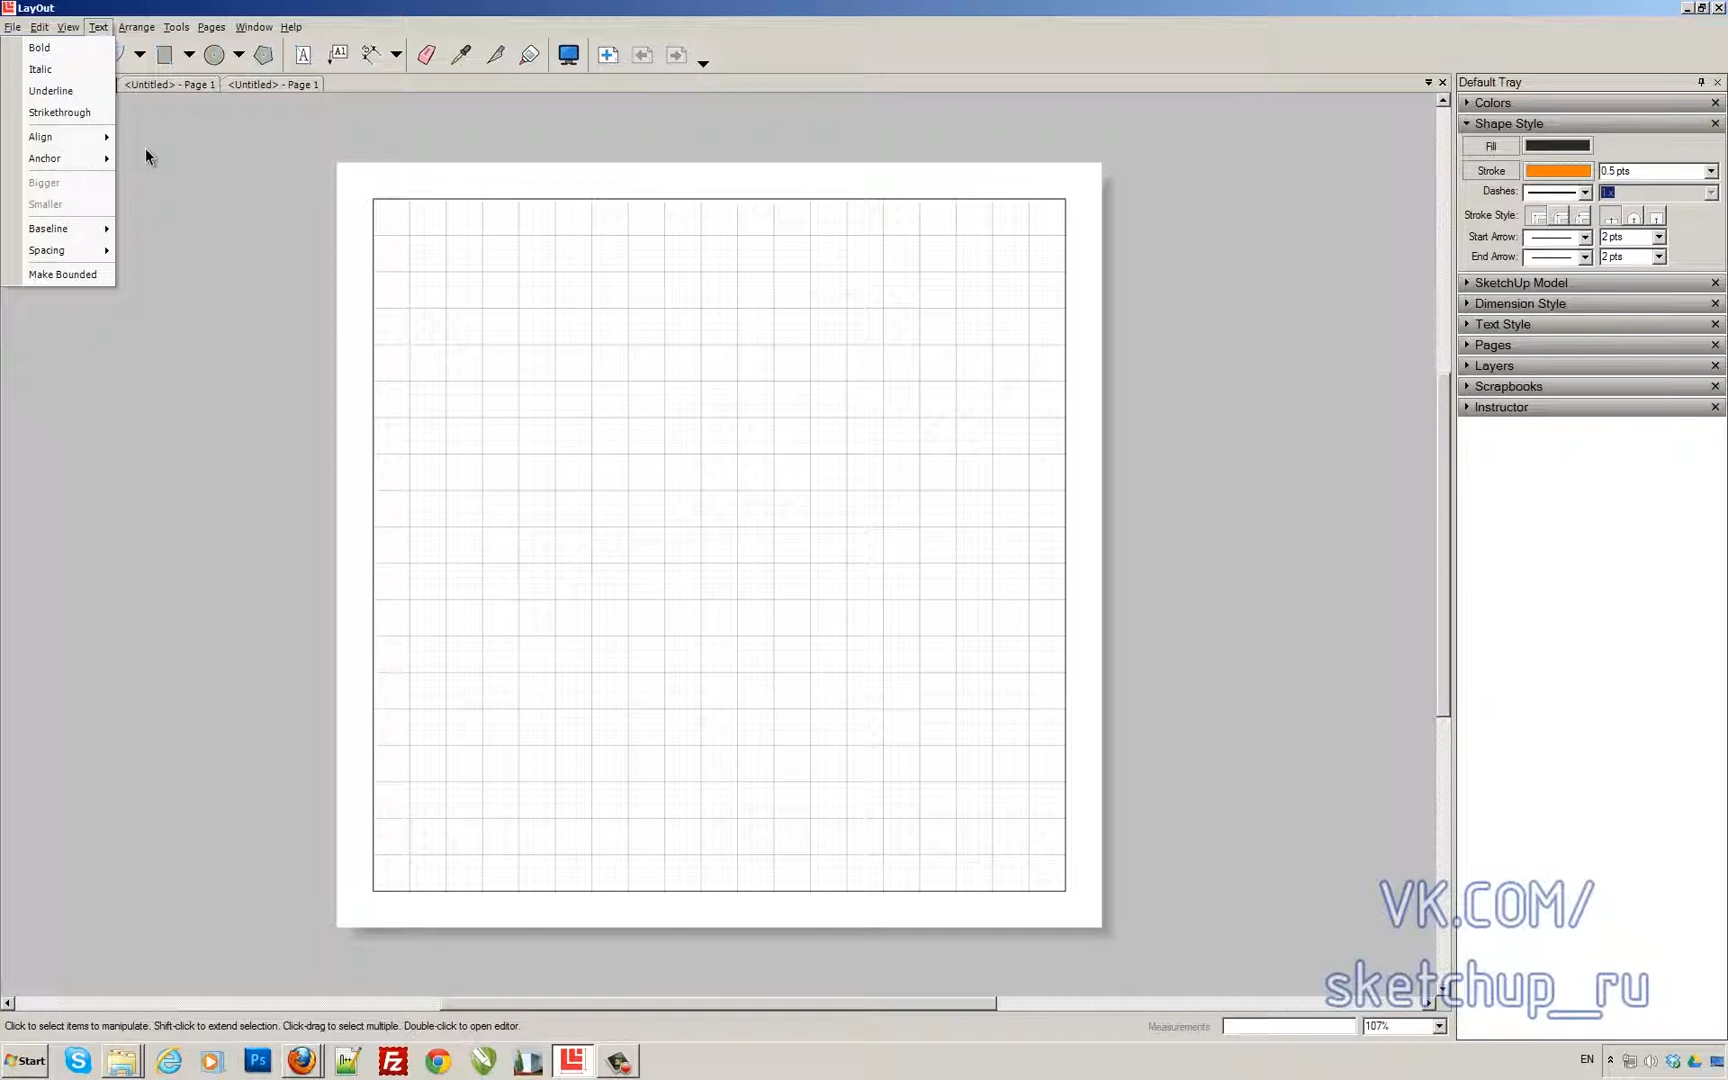 LayOut
File Edit View Text Arrange Tools Pages Window Help
Bold
Italic
Underline
Strikethrough
Align
Anchor
Bigger
Smaller
Baseline
Spacing
Make Bounded
A A1
<Untitled> - Page 1 <Untitled> - Page 1
Default Tray
Colors
Shape Style
Fill
Stroke 0.5 pts
Dashes:
Stroke Style:
Start Arrow: 2 pts
End Arrow: 2 pts
SketchUp Model
Dimension Style
Text Style
Pages
Layers
Scrapbooks
Instructor
VK.COM/
sketchup_ru
Click to select items to manipulate. Shift-click to extend selection. Click-drag to select multiple. Double-click to open editor. Measurements 107%
Start Ps FZ EN